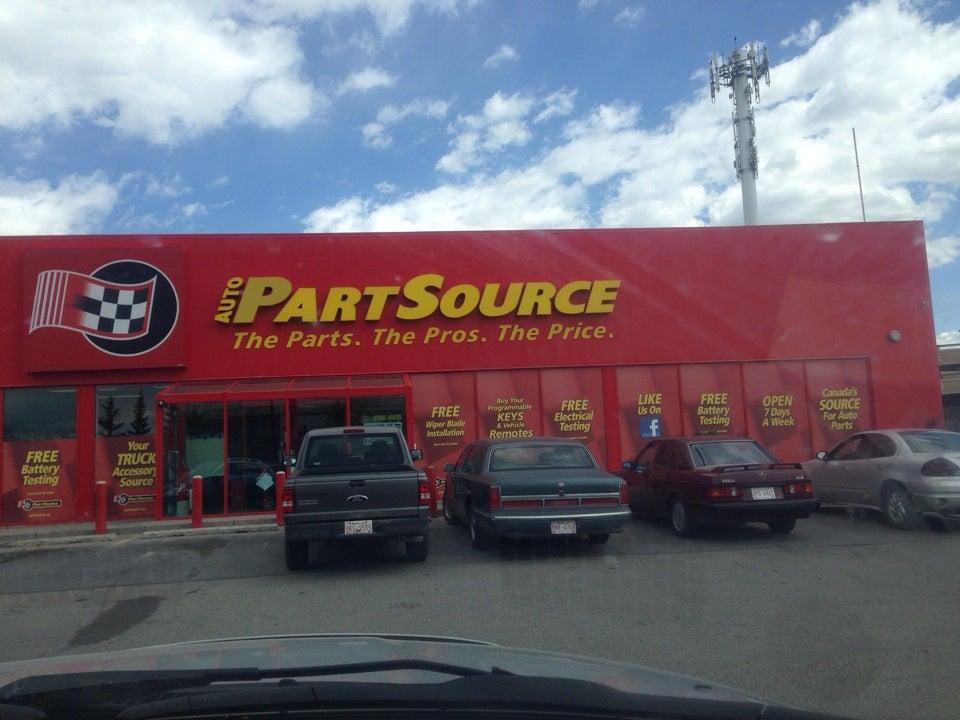 AUTO
PARTSOURCE
The Parts. The Pros. The Price.
FREE
Battery
Testing
Your
TRUCK
Accessory
Source
FREE
Wiper Blade
Installation
Buy Your
Programmable
KEYS
& Vehicle
Remotes
FREE
Electrical
Testing
LIKE
Us On
f
FREE
Battery
Testing
OPEN
7 Days
A Week
Canada's
SOURCE
For Auto
Parts